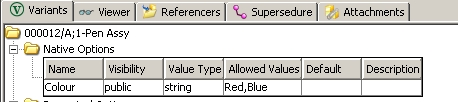 Variants Viewer Referencers Supersedure Attachments
000012/A;1-Pen Assy
Native Options
Name Visibility Value Type Allowed Values Default Description
Colour public string Red,Blue